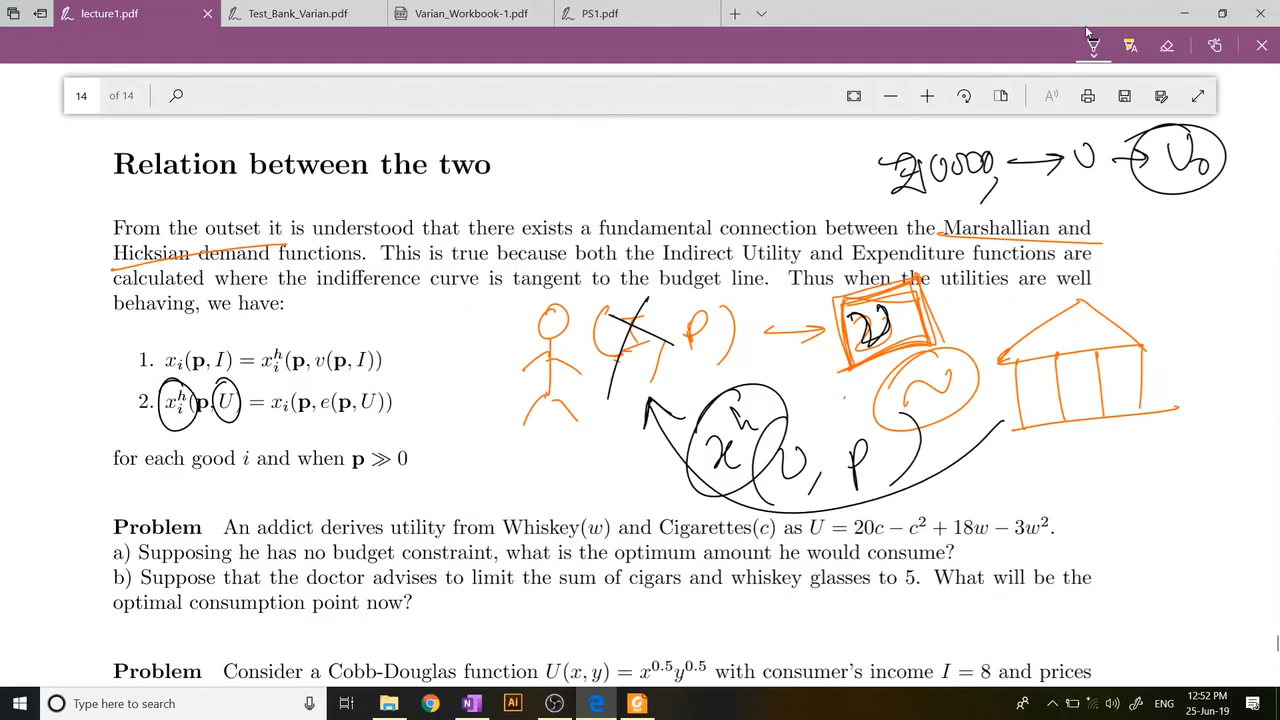 lecture1.pdf
Test_Bank_Varian.pdf
Varian_Workbook-1.pdf
PS1.pdf
14 of 14
Relation between the two
From the outset it is understood that there exists a fundamental connection between the Marshallian and
Hicksian demand functions. This is true because both the Indirect Utility and Expenditure functions are
calculated where the indifference curve is tangent to the budget line. Thus when the utilities are well
behaving, we have:
1. xᵢ(p, I) = xᵢʰ(p, v(p, I))
2. xᵢʰ(p, U) = xᵢ(p, e(p, U))
for each good i and when p ≫ 0
Problem An addict derives utility from Whiskey(w) and Cigarettes(c) as U = 20c − c² + 18w − 3w².
a) Supposing he has no budget constraint, what is the optimum amount he would consume?
b) Suppose that the doctor advises to limit the sum of cigars and whiskey glasses to 5. What will be the
optimal consumption point now?
Problem Consider a Cobb-Douglas function U(x, y) = x⁰·⁵y⁰·⁵ with consumer's income I = 8 and prices
Type here to search
ENG
12:52 PM
25-Jun-19